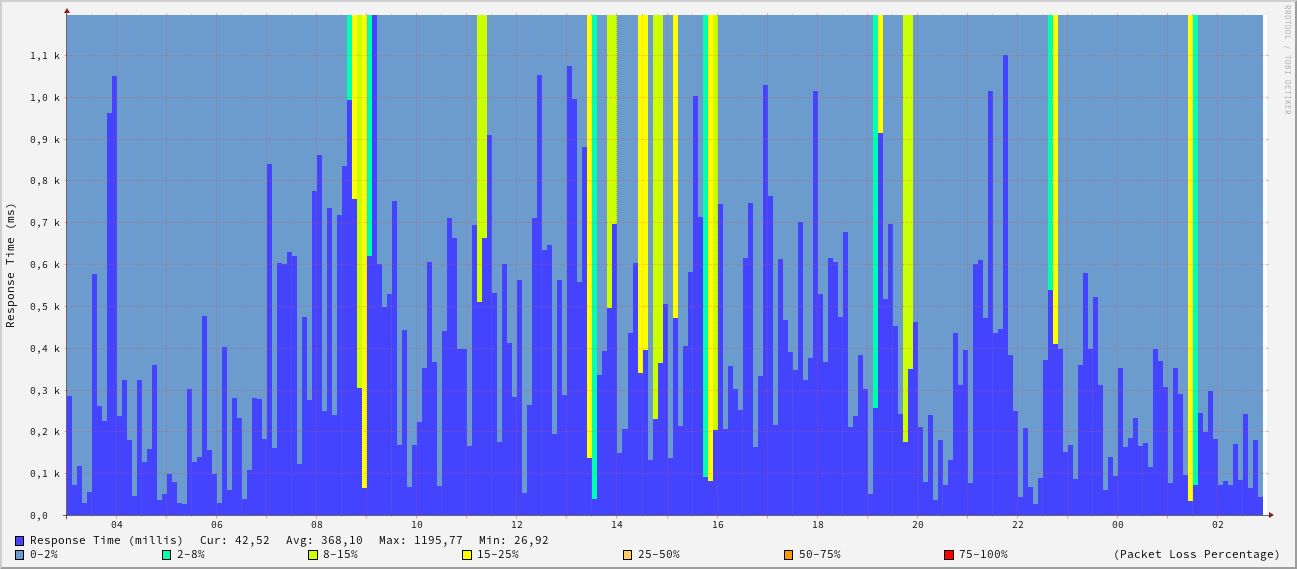 RRDTOOL / TOBI OETIKER
Response Time (ms)
1,1 k
1,0 k
0,9 k
0,8 k
0,7 k
0,6 k
0,5 k
0,4 k
0,3 k
0,2 k
0,1 k
0,0
04 06 08 10 12 14 16 18 20 22 00 02
Response Time (millis) Cur: 42,52 Avg: 368,10 Max: 1195,77 Min: 26,92
0-2% 2-8% 8-15% 15-25% 25-50% 50-75% 75-100% (Packet Loss Percentage)